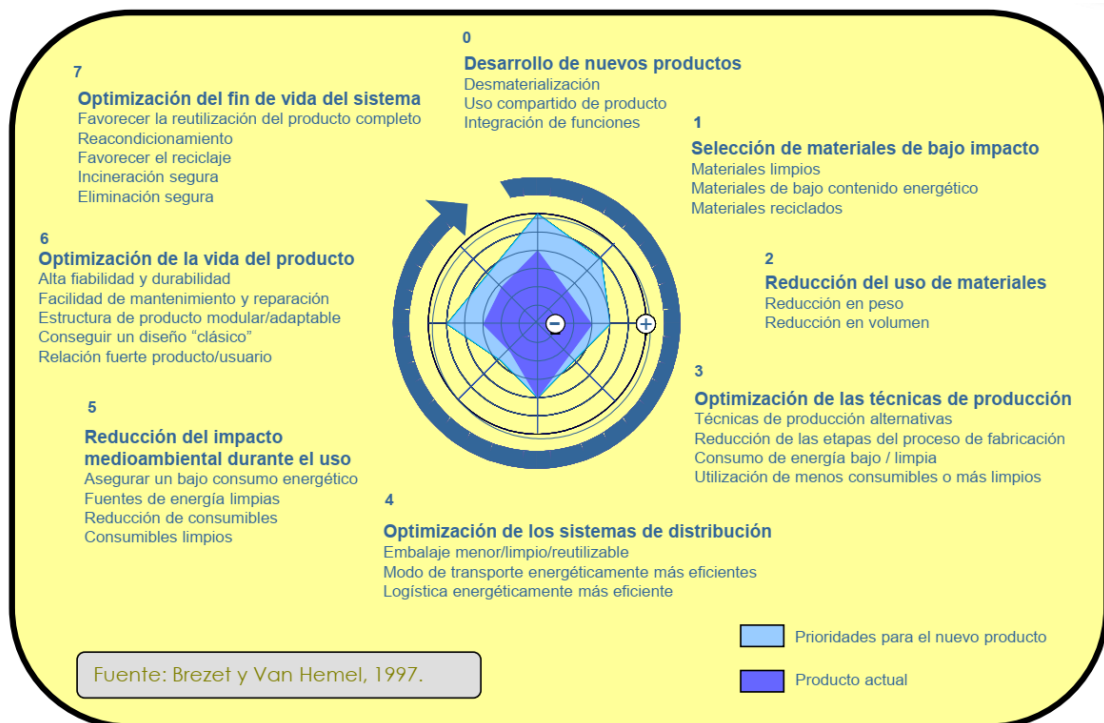 0
Desarrollo de nuevos productos
Desmaterialización
Uso compartido de producto
Integración de funciones
1
Selección de materiales de bajo impacto
Materiales limpios
Materiales de bajo contenido energético
Materiales reciclados
2
Reducción del uso de materiales
Reducción en peso
Reducción en volumen
3
Optimización de las técnicas de producción
Técnicas de producción alternativas
Reducción de las etapas del proceso de fabricación
Consumo de energía bajo / limpia
Utilización de menos consumibles o más limpios
4
Optimización de los sistemas de distribución
Embalaje menor/limpio/reutilizable
Modo de transporte energéticamente más eficientes
Logística energéticamente más eficiente
5
Reducción del impacto
medioambiental durante el uso
Asegurar un bajo consumo energético
Fuentes de energía limpias
Reducción de consumibles
Consumibles limpios
6
Optimización de la vida del producto
Alta fiabilidad y durabilidad
Facilidad de mantenimiento y reparación
Estructura de producto modular/adaptable
Conseguir un diseño “clásico”
Relación fuerte producto/usuario
7
Optimización del fin de vida del sistema
Favorecer la reutilización del producto completo
Reacondicionamiento
Favorecer el reciclaje
Incineración segura
Eliminación segura
−
+
Prioridades para el nuevo producto
Producto actual
Fuente: Brezet y Van Hemel, 1997.